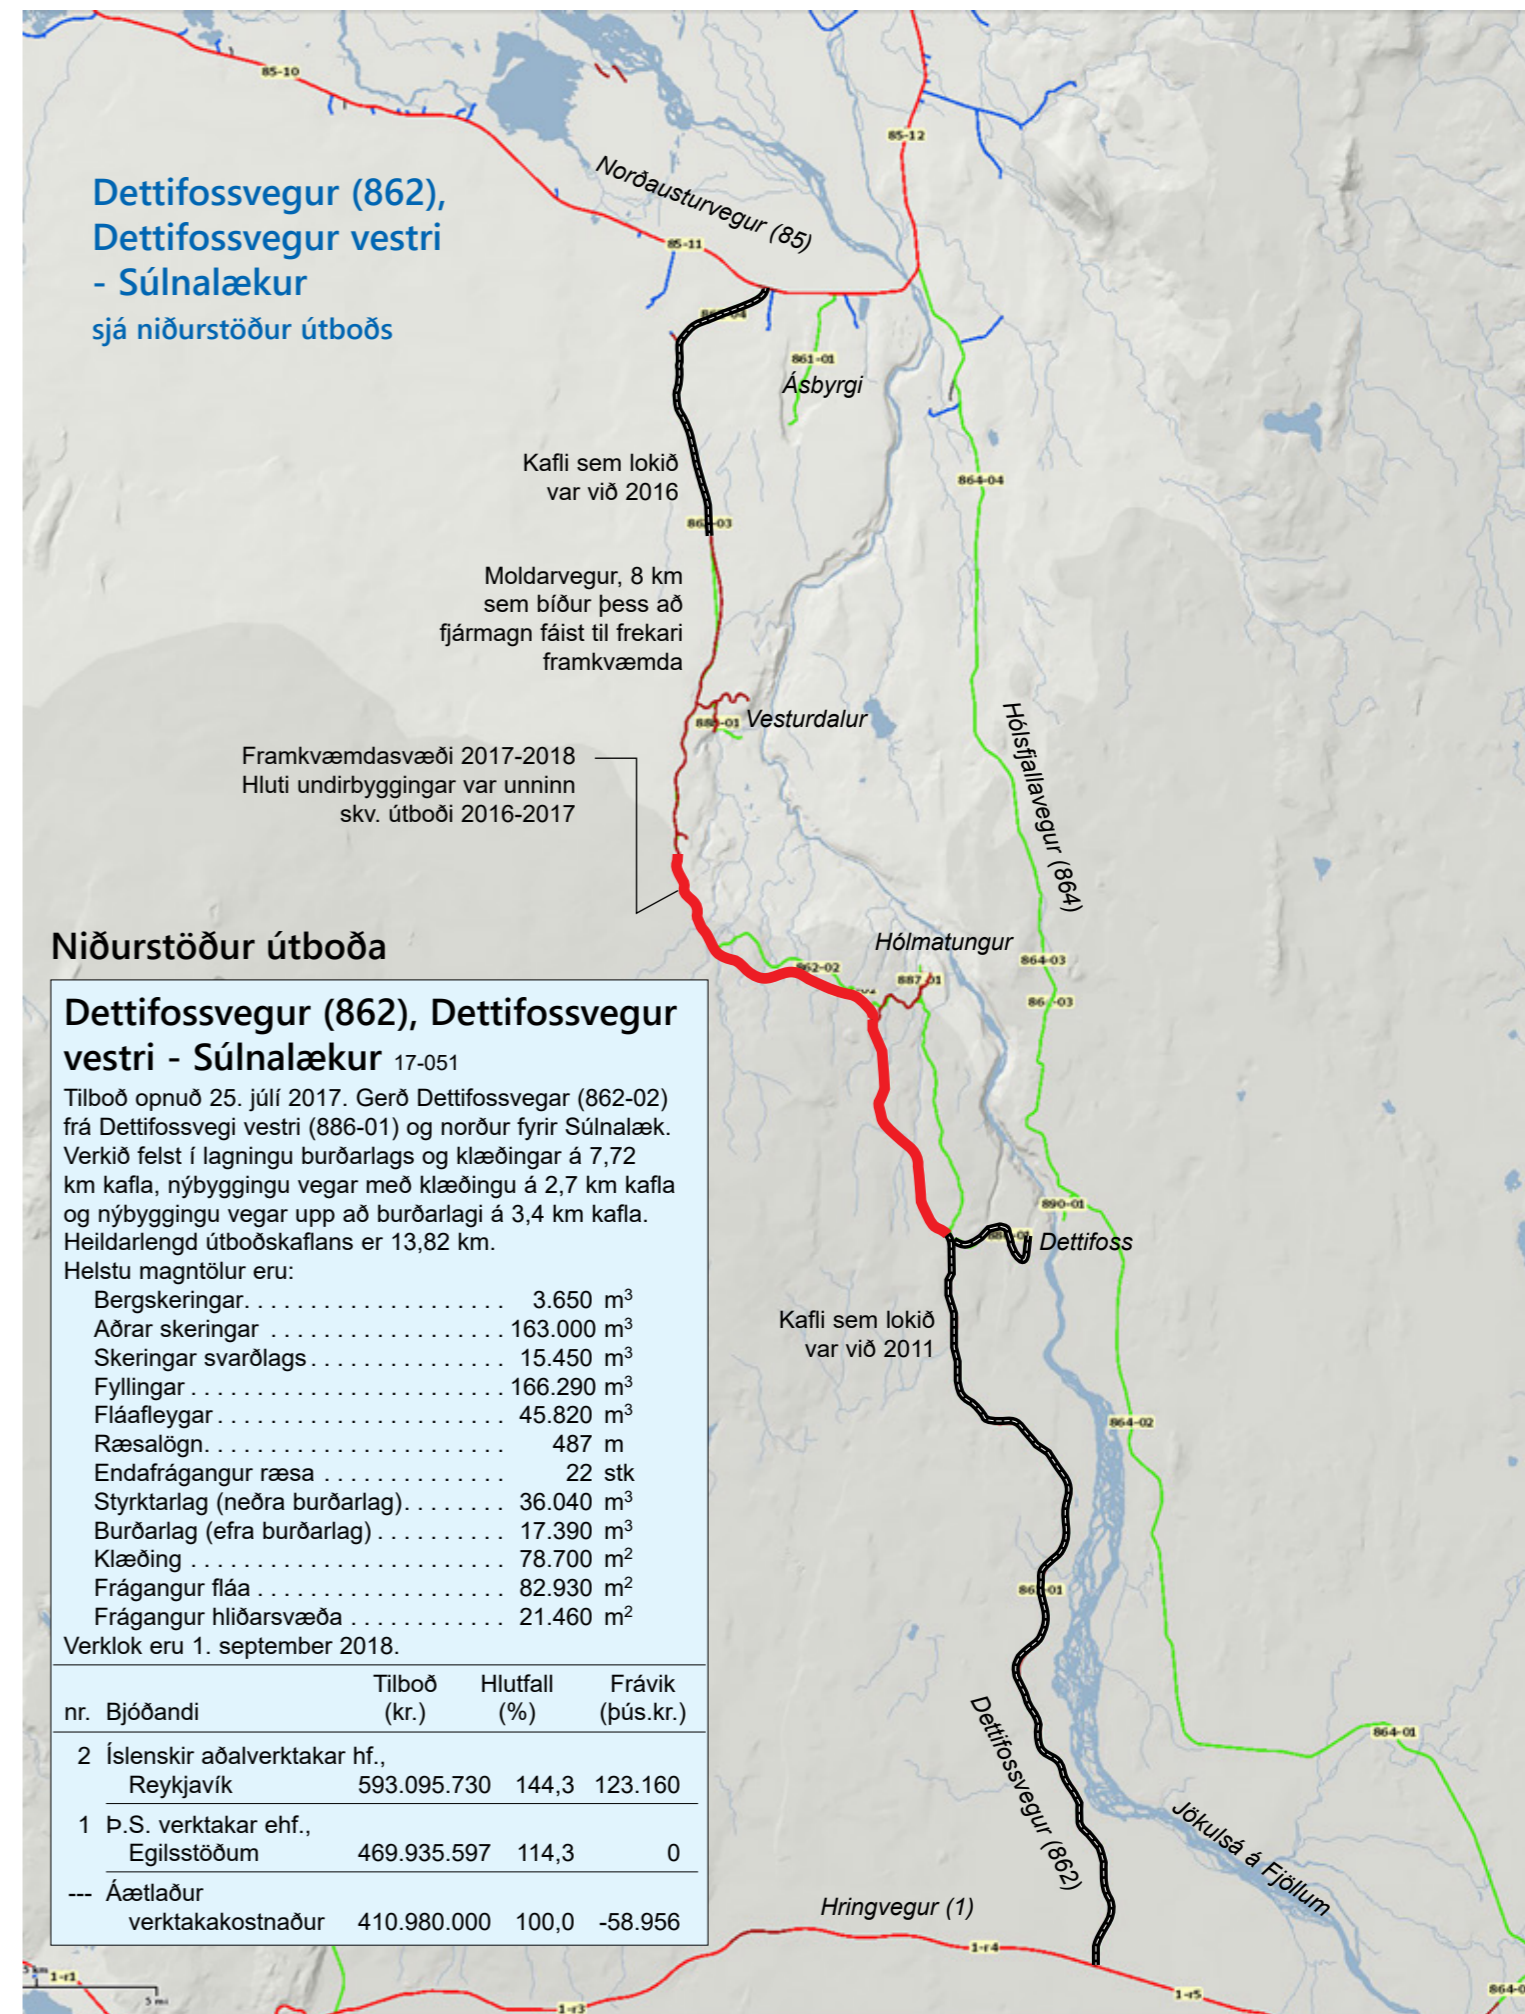 85-10
85-12
Norðausturvegur (85)
Dettifossvegur (862),
Dettifossvegur vestri
- Súlnalækur
sjá niðurstöður útboðs
85-11
861-01
Ásbyrgi
Kafli sem lokið
var við 2016
864-04
Moldarvegur, 8 km
sem bíður þess að
fjármagn fáist til frekari
framkvæmda
Vesturdalur
Hólsfjallavegur (864)
Framkvæmdasvæði 2017-2018
Hluti undirbyggingar var unninn
skv. útboði 2016-2017
Hólmatungur
862-02
887-01
864-03
Niðurstöður útboða
Dettifossvegur (862), Dettifossvegur
vestri - Súlnalækur 17-051
Tilboð opnuð 25. júlí 2017. Gerð Dettifossvegar (862-02)
frá Dettifossvegi vestri (886-01) og norður fyrir Súlnalæk.
Verkið felst í lagningu burðarlags og klæðingar á 7,72
km kafla, nýbyggingu vegar með klæðingu á 2,7 km kafla
og nýbyggingu vegar upp að burðarlagi á 3,4 km kafla.
Heildarlengd útboðskaflans er 13,82 km.
Helstu magntölur eru:
Bergskeringar. . . . . . . . . . . . . . . . . . . . 3.650 m³
Aðrar skeringar . . . . . . . . . . . . . . . . . . 163.000 m³
Skeringar svarðlags . . . . . . . . . . . . . . . 15.450 m³
Fyllingar . . . . . . . . . . . . . . . . . . . . . . . . 166.290 m³
Fláafleygar . . . . . . . . . . . . . . . . . . . . . . 45.820 m³
Ræsalögn. . . . . . . . . . . . . . . . . . . . . . . 487 m
Endafrágangur ræsa . . . . . . . . . . . . . . 22 stk
Styrktarlag (neðra burðarlag). . . . . . . . 36.040 m³
Burðarlag (efra burðarlag) . . . . . . . . . . 17.390 m³
Klæðing . . . . . . . . . . . . . . . . . . . . . . . . 78.700 m²
Frágangur fláa . . . . . . . . . . . . . . . . . . . 82.930 m²
Frágangur hliðarsvæða . . . . . . . . . . . . 21.460 m²
Verklok eru 1. september 2018.
nr. Bjóðandi Tilboð (kr.) Hlutfall (%) Frávik (þús.kr.)
2 Íslenskir aðalverktakar hf.,
Reykjavík 593.095.730 144,3 123.160
1 Þ.S. verktakar ehf.,
Egilsstöðum 469.935.597 114,3 0
--- Áætlaður
verktakakostnaður 410.980.000 100,0 -58.956
890-01
Dettifoss
Kafli sem lokið
var við 2011
864-02
864-01
Dettifossvegur (862)
Jökulsá á Fjöllum
Hringvegur (1)
1-r4
1-r1
5 mi
1-r3
1-r5